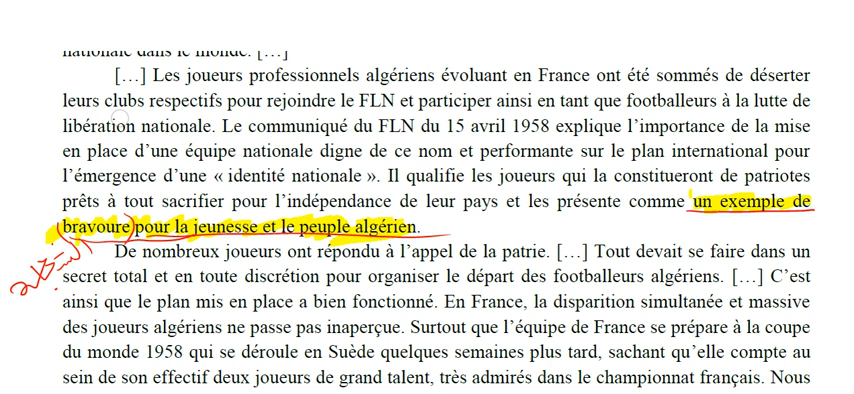 nationale dans le monde. […]
[…] Les joueurs professionnels algériens évoluant en France ont été sommés de déserter
leurs clubs respectifs pour rejoindre le FLN et participer ainsi en tant que footballeurs à la lutte de
libération nationale. Le communiqué du FLN du 15 avril 1958 explique l’importance de la mise
en place d’une équipe nationale digne de ce nom et performante sur le plan international pour
l’émergence d’une « identité nationale ». Il qualifie les joueurs qui la constitueront de patriotes
prêts à tout sacrifier pour l’indépendance de leur pays et les présente comme un exemple de
bravoure pour la jeunesse et le peuple algérien.
De nombreux joueurs ont répondu à l’appel de la patrie. […] Tout devait se faire dans un
secret total et en toute discrétion pour organiser le départ des footballeurs algériens. […] C’est
ainsi que le plan mis en place a bien fonctionné. En France, la disparition simultanée et massive
des joueurs algériens ne passe pas inaperçue. Surtout que l’équipe de France se prépare à la coupe
du monde 1958 qui se déroule en Suède quelques semaines plus tard, sachant qu’elle compte au
sein de son effectif deux joueurs de grand talent, très admirés dans le championnat français. Nous